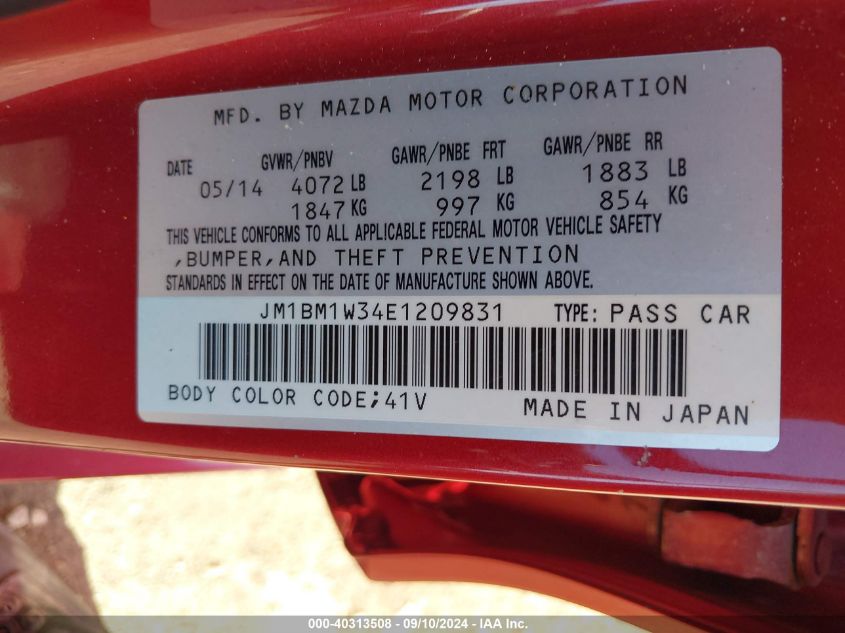 MFD. BY MAZDA MOTOR CORPORATION
DATE GVWR/PNBV GAWR/PNBE FRT GAWR/PNBE RR
05/14 4072 LB 2198 LB 1883 LB
1847 KG 997 KG 854 KG
THIS VEHICLE CONFORMS TO ALL APPLICABLE FEDERAL MOTOR VEHICLE SAFETY
,BUMPER,AND THEFT PREVENTION
STANDARDS IN EFFECT ON THE DATE OF MANUFACTURE SHOWN ABOVE.
JM1BM1W34E1209831 TYPE: PASS CAR
BODY COLOR CODE;41V MADE IN JAPAN
000-40313508 - 09/10/2024 - IAA Inc.